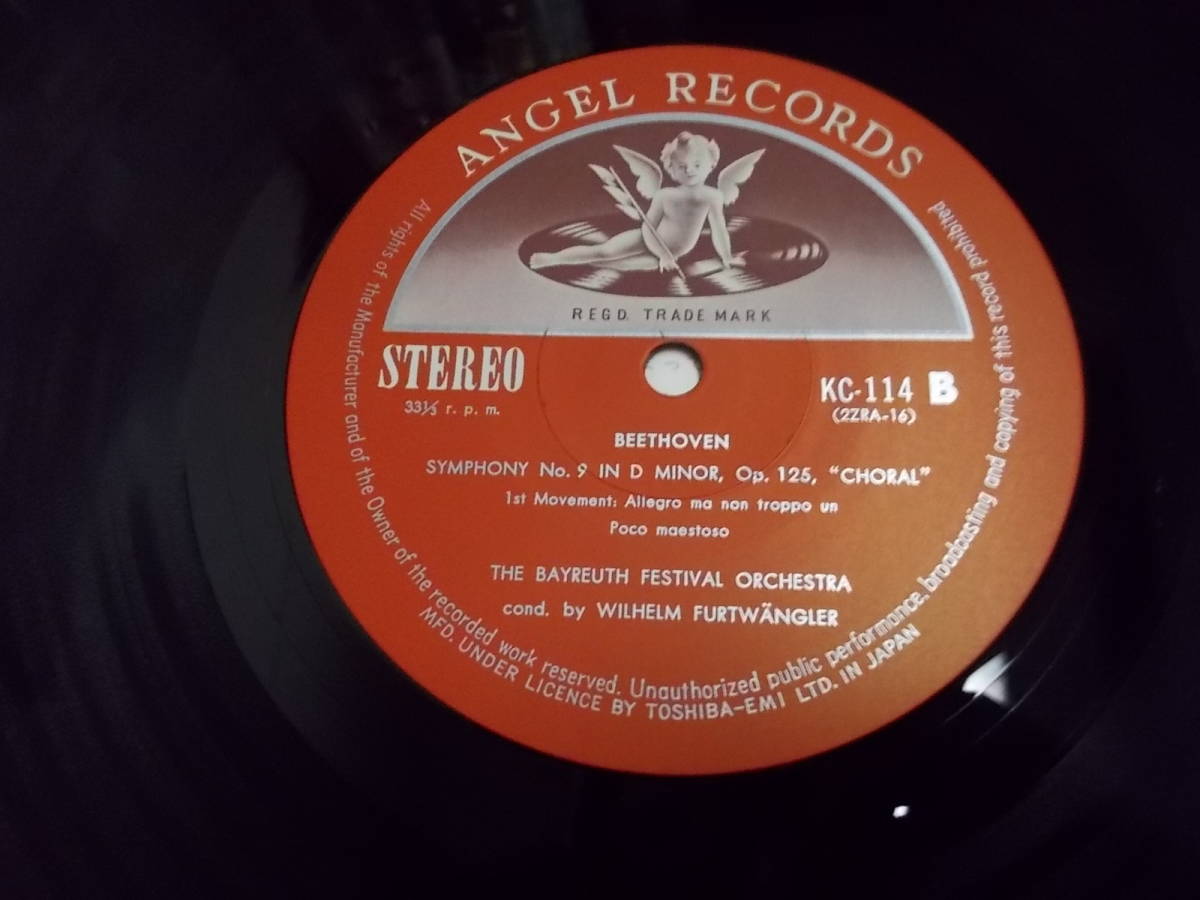 ANGEL RECORDS
REGD. TRADE MARK
STEREO
33⅓ r. p. m.
KC-114 B
(2ZRA-16)
BEETHOVEN
SYMPHONY No. 9 IN D MINOR, Op. 125, "CHORAL"
1st Movement: Allegro ma non troppo un
Poco maestoso
THE BAYREUTH FESTIVAL ORCHESTRA
cond. by WILHELM FURTWÄNGLER
All rights of the Manufacturer and of the Owner of the recorded work reserved. Unauthorized public performance, broadcasting and copying of this record prohibited
MFD. UNDER LICENCE BY TOSHIBA-EMI LTD. IN JAPAN